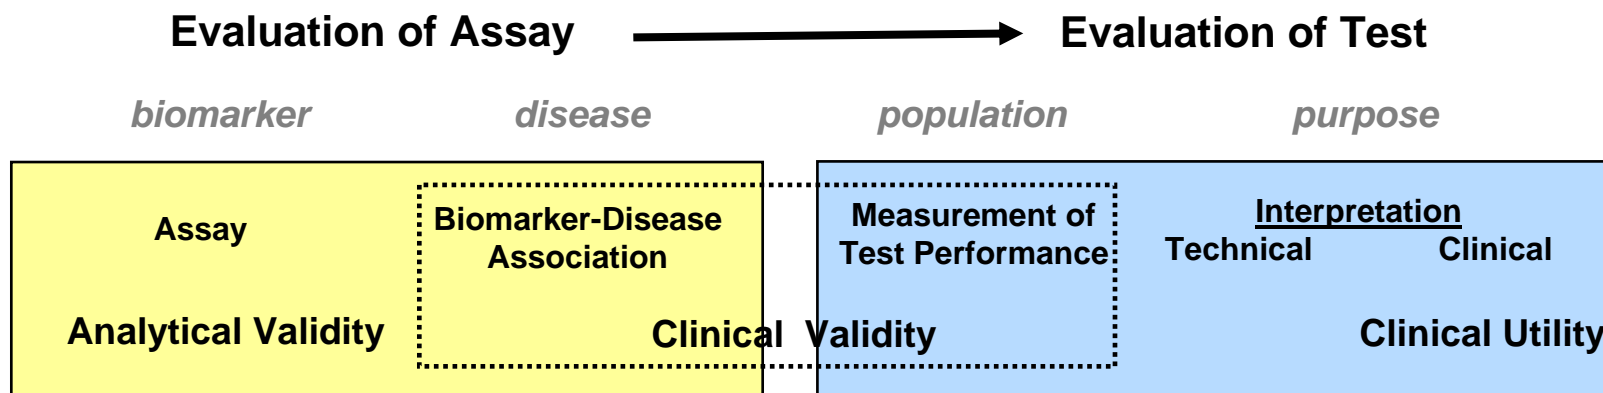 Evaluation of Assay Evaluation of Test
biomarker disease population purpose
Assay
Biomarker-Disease
Association
Measurement of
Test Performance
Interpretation
Technical Clinical
Analytical Validity
Clinical Validity
Clinical Utility